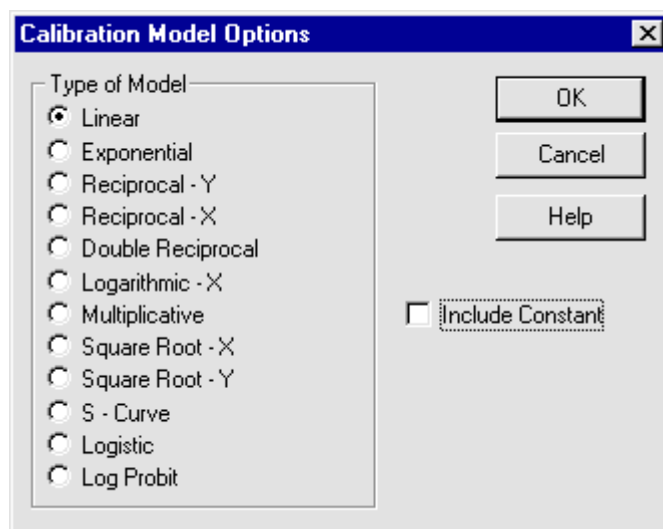 Calibration Model Options
Type of Model
Linear
Exponential
Reciprocal - Y
Reciprocal - X
Double Reciprocal
Logarithmic - X
Multiplicative
Square Root - X
Square Root - Y
S - Curve
Logistic
Log Probit
OK
Cancel
Help
Include Constant